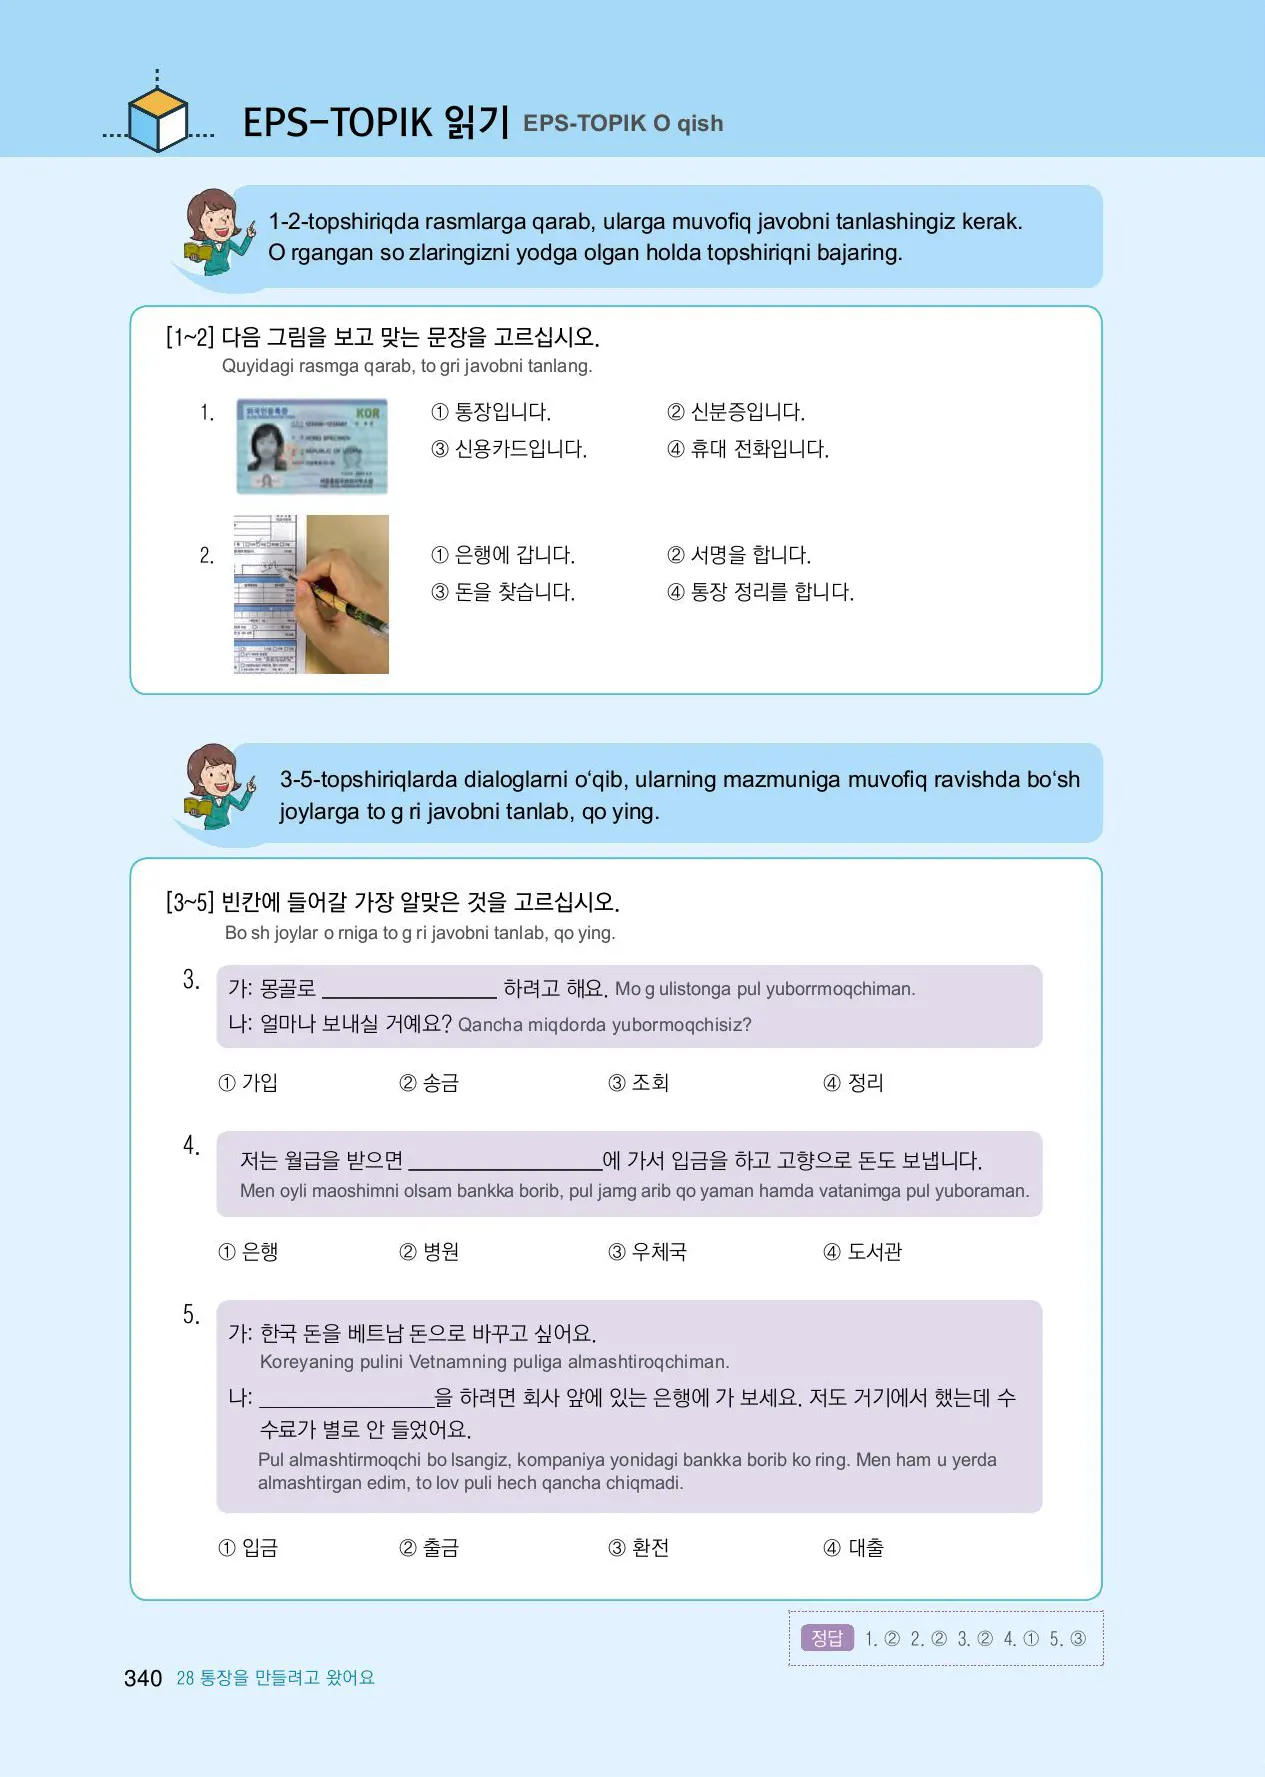 EPS-TOPIK 읽기 EPS-TOPIK O qish
1-2-topshiriqda rasmlarga qarab, ularga muvofiq javobni tanlashingiz kerak.
O rgangan so zlaringizni yodga olgan holda topshiriqni bajaring.
[1~2] 다음 그림을 보고 맞는 문장을 고르십시오.
Quyidagi rasmga qarab, to gri javobni tanlang.
1.
외국인등록증 KOR
① 통장입니다. ② 신분증입니다.
③ 신용카드입니다. ④ 휴대 전화입니다.
2.
① 은행에 갑니다. ② 서명을 합니다.
③ 돈을 찾습니다. ④ 통장 정리를 합니다.
3-5-topshiriqlarda dialoglarni o‘qib, ularning mazmuniga muvofiq ravishda bo‘sh
joylarga to g ri javobni tanlab, qo ying.
[3~5] 빈칸에 들어갈 가장 알맞은 것을 고르십시오.
Bo sh joylar o rniga to g ri javobni tanlab, qo ying.
3.
가: 몽골로 ________________ 하려고 해요. Mo g ulistonga pul yuborrmoqchiman.
나: 얼마나 보내실 거예요? Qancha miqdorda yubormoqchisiz?
① 가입 ② 송금 ③ 조회 ④ 정리
4.
저는 월급을 받으면 __________________에 가서 입금을 하고 고향으로 돈도 보냅니다.
Men oyli maoshimni olsam bankka borib, pul jamg arib qo yaman hamda vatanimga pul yuboraman.
① 은행 ② 병원 ③ 우체국 ④ 도서관
5.
가: 한국 돈을 베트남 돈으로 바꾸고 싶어요.
Koreyaning pulini Vetnamning puliga almashtiroqchiman.
나: ________________을 하려면 회사 앞에 있는 은행에 가 보세요. 저도 거기에서 했는데 수
수료가 별로 안 들었어요.
Pul almashtirmoqchi bo lsangiz, kompaniya yonidagi bankka borib ko ring. Men ham u yerda
almashtirgan edim, to lov puli hech qancha chiqmadi.
① 입금 ② 출금 ③ 환전 ④ 대출
정답 1. ② 2. ② 3. ② 4. ① 5. ③
340 28 통장을 만들려고 왔어요